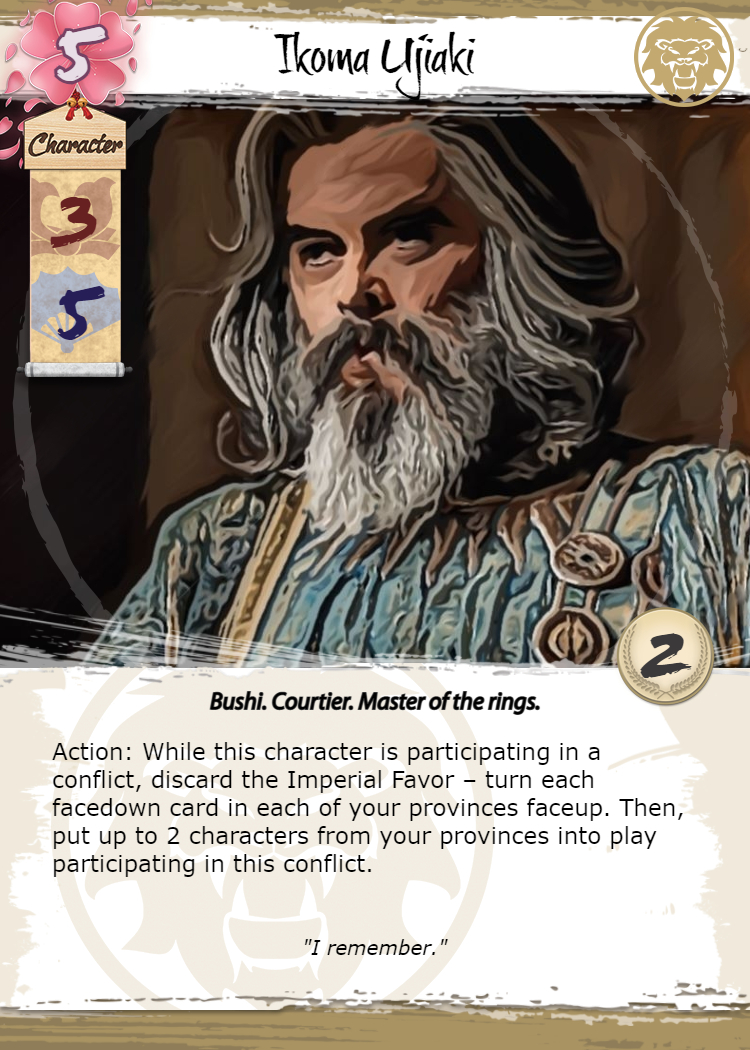 5
Ikoma Ujiaki
Character
3
5
2
Bushi. Courtier. Master of the rings.
Action: While this character is participating in a
conflict, discard the Imperial Favor – turn each
facedown card in each of your provinces faceup. Then,
put up to 2 characters from your provinces into play
participating in this conflict.
"I remember."